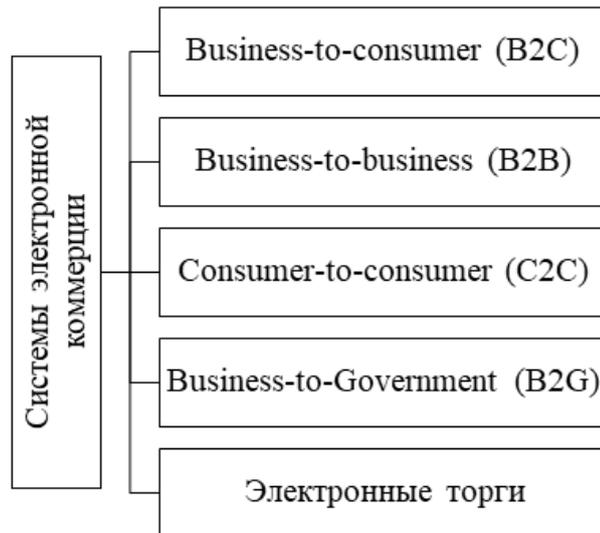 Системы электронной
коммерции
Business-to-consumer (B2C)
Business-to-business (B2B)
Consumer-to-consumer (C2C)
Business-to-Government (B2G)
Электронные торги